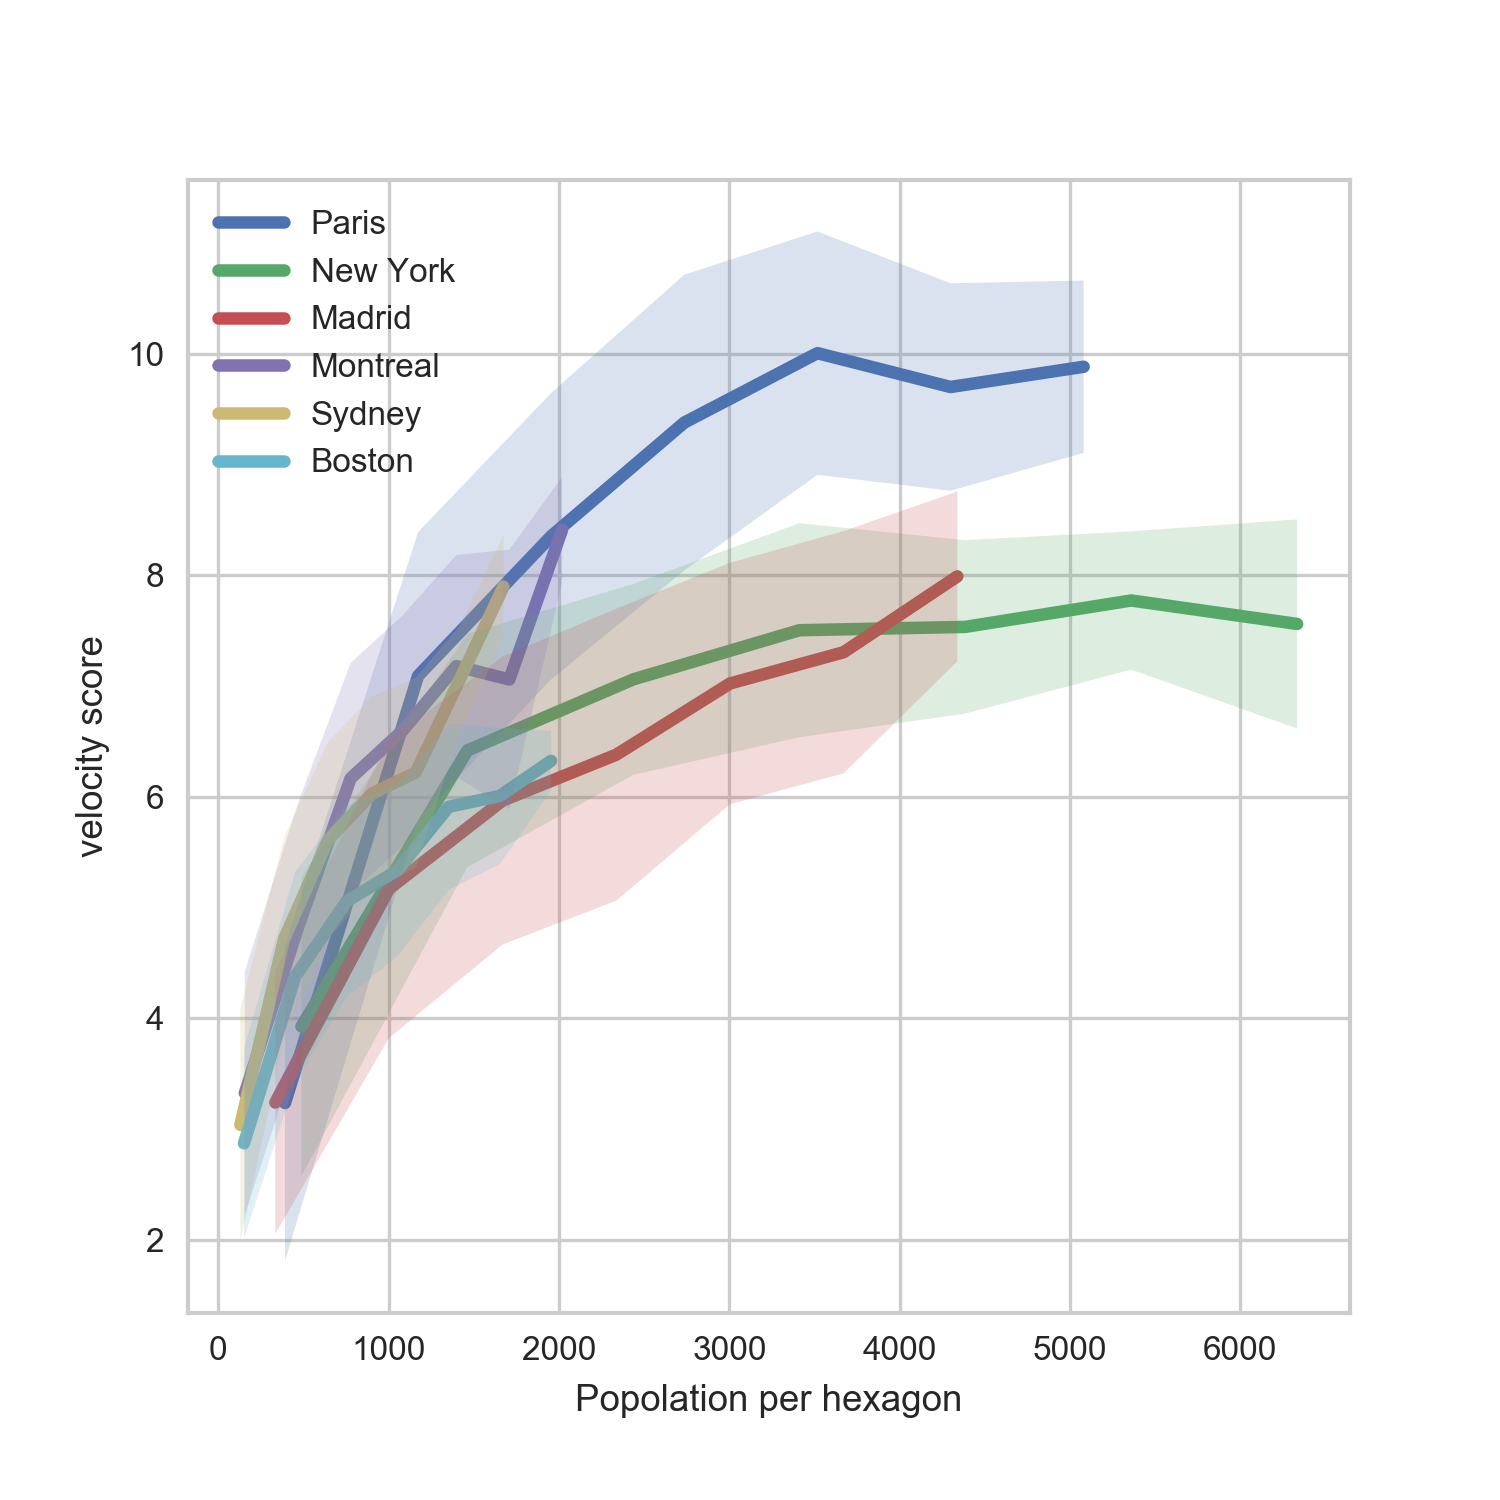 Paris
New York
Madrid
Montreal
Sydney
Boston
10
8
6
4
2
velocity score
0 1000 2000 3000 4000 5000 6000
Popolation per hexagon